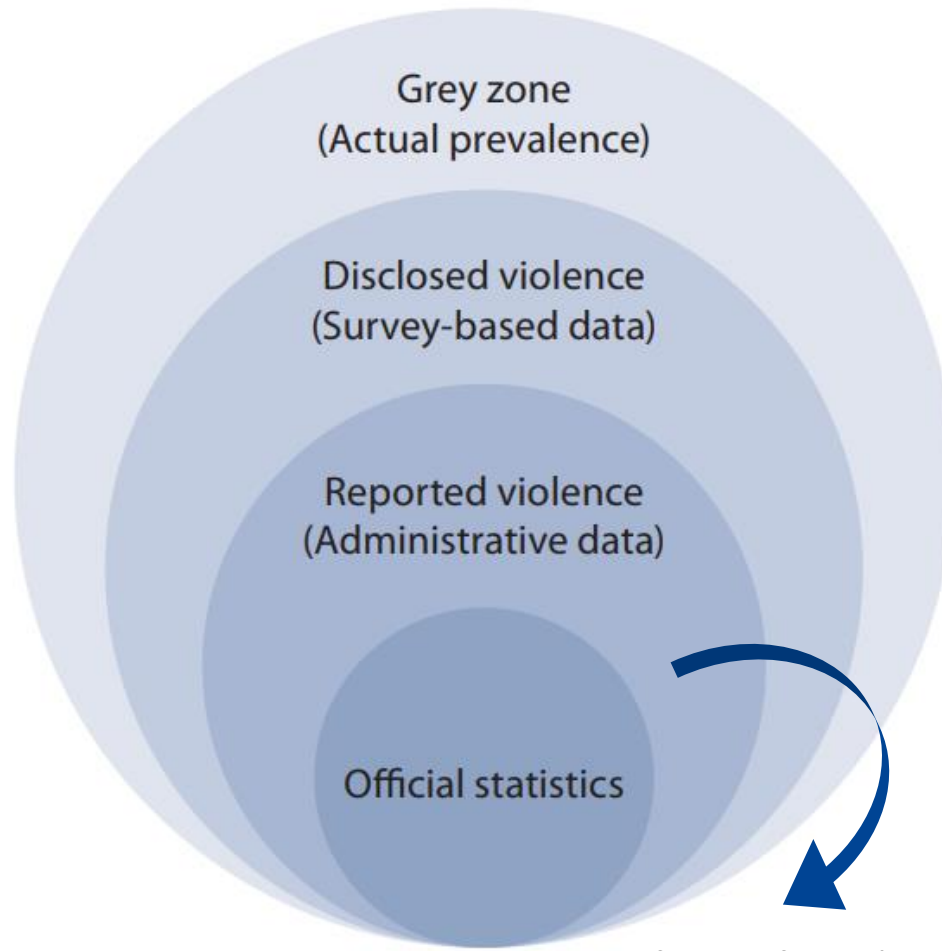 Grey zone
(Actual prevalence)
Disclosed violence
(Survey-based data)
Reported violence
(Administrative data)
Official statistics